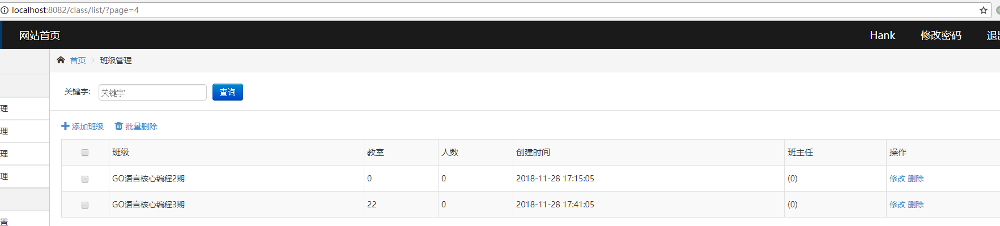 localhost:8082/class/list/?page=4
网站首页 Hank 修改密码 退出
首页 班级管理
关键字: 关键字 查询
理
添加班级 批量删除
理
班级 教室 人数 创建时间 班主任 操作
理
GO语言核心编程2期 0 0 2018-11-28 17:15:05 (0) 修改 删除
理
GO语言核心编程3期 22 0 2018-11-28 17:41:05 (0) 修改 删除
置